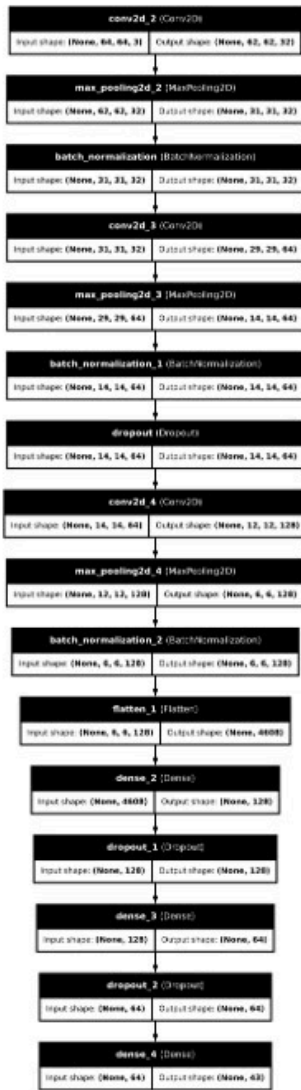 conv2d_2 (Conv2D)
Input shape: (None, 64, 64, 3) Output shape: (None, 62, 62, 32)
max_pooling2d_2 (MaxPooling2D)
Input shape: (None, 62, 62, 32) Output shape: (None, 31, 31, 32)
batch_normalization (BatchNormalization)
Input shape: (None, 31, 31, 32) Output shape: (None, 31, 31, 32)
conv2d_3 (Conv2D)
Input shape: (None, 31, 31, 32) Output shape: (None, 29, 29, 64)
max_pooling2d_3 (MaxPooling2D)
Input shape: (None, 29, 29, 64) Output shape: (None, 14, 14, 64)
batch_normalization_1 (BatchNormalization)
Input shape: (None, 14, 14, 64) Output shape: (None, 14, 14, 64)
dropout (Dropout)
Input shape: (None, 14, 14, 64) Output shape: (None, 14, 14, 64)
conv2d_4 (Conv2D)
Input shape: (None, 14, 14, 64) Output shape: (None, 12, 12, 128)
max_pooling2d_4 (MaxPooling2D)
Input shape: (None, 12, 12, 128) Output shape: (None, 6, 6, 128)
batch_normalization_2 (BatchNormalization)
Input shape: (None, 6, 6, 128) Output shape: (None, 6, 6, 128)
flatten_1 (Flatten)
Input shape: (None, 6, 6, 128) Output shape: (None, 4608)
dense_2 (Dense)
Input shape: (None, 4608) Output shape: (None, 128)
dropout_1 (Dropout)
Input shape: (None, 128) Output shape: (None, 128)
dense_3 (Dense)
Input shape: (None, 128) Output shape: (None, 64)
dropout_2 (Dropout)
Input shape: (None, 64) Output shape: (None, 64)
dense_4 (Dense)
Input shape: (None, 64) Output shape: (None, 43)